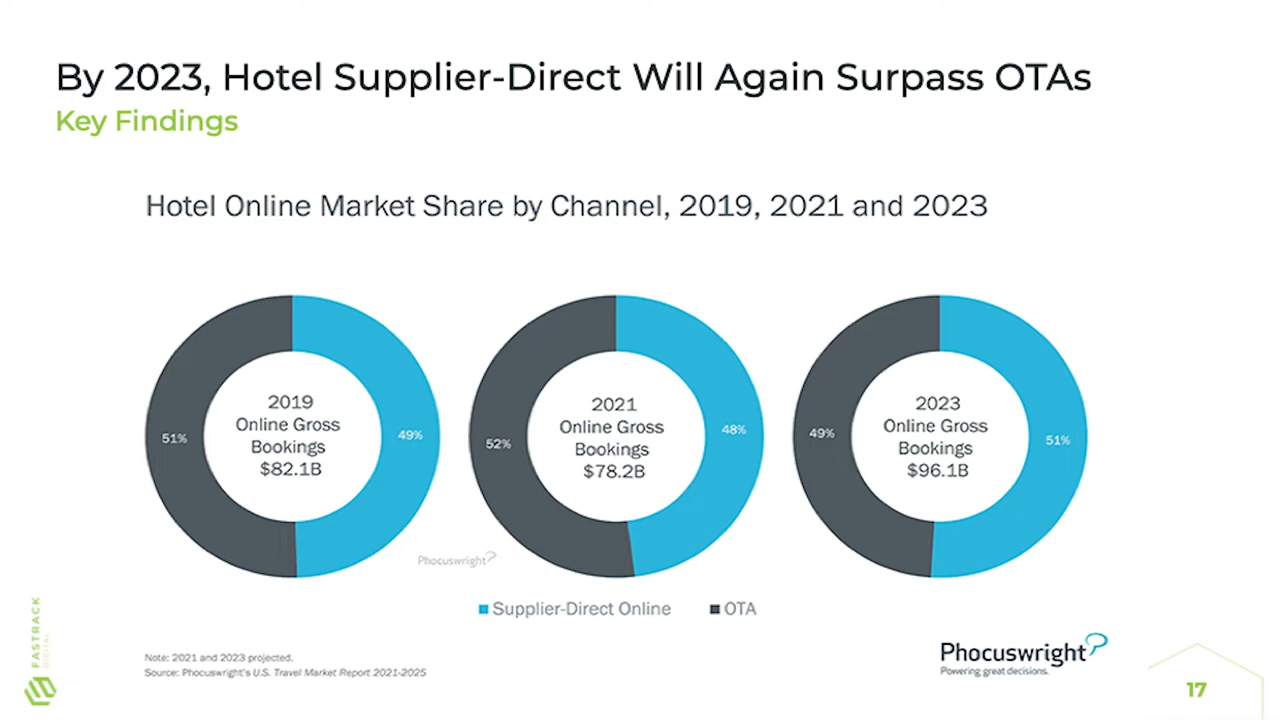 By 2023, Hotel Supplier-Direct Will Again Surpass OTAs
Key Findings
Hotel Online Market Share by Channel, 2019, 2021 and 2023
51%
2019
Online Gross
Bookings
$82.1B
49%
52%
2021
Online Gross
Bookings
$78.2B
48%
49%
2023
Online Gross
Bookings
$96.1B
51%
Phocuswright
Supplier-Direct Online
OTA
Note: 2021 and 2023 projected.
Source: Phocuswright's U.S. Travel Market Report 2021-2025
Phocuswright
Powering great decisions.
FASTRACK
DIGITAL
17